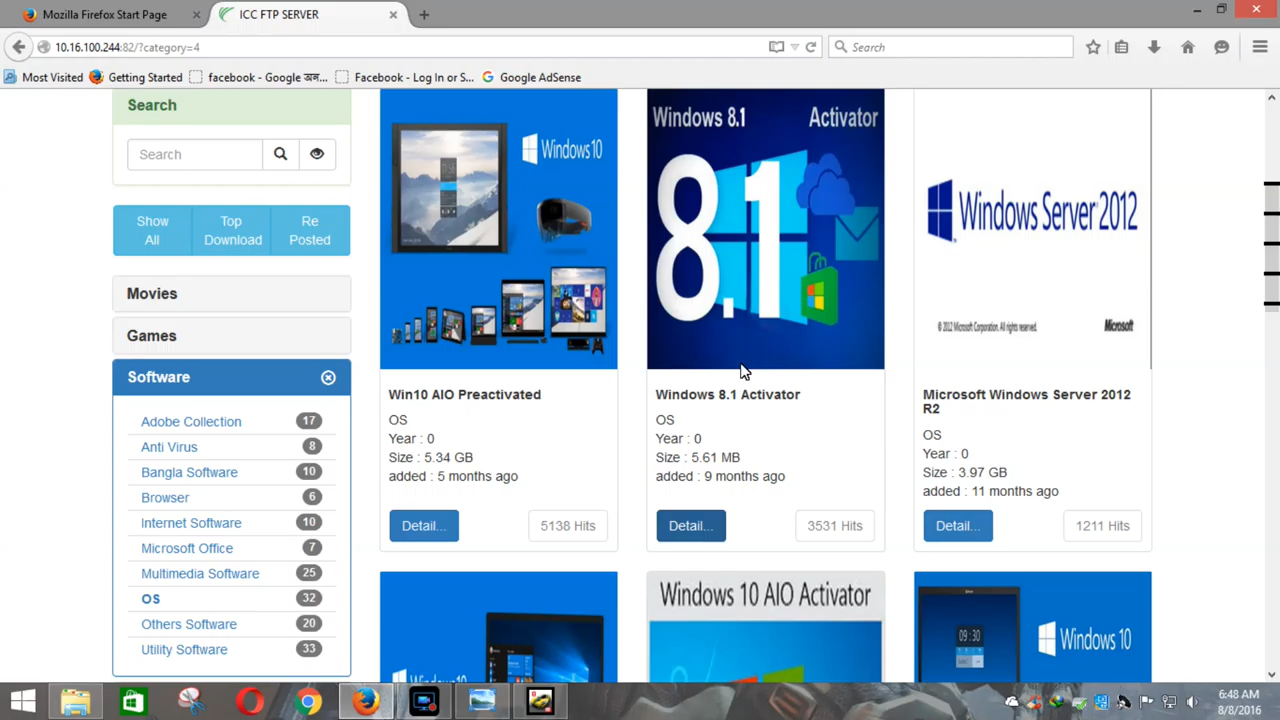 Mozilla Firefox Start Page
ICC FTP SERVER
10.16.100.244:82/?category=4
Search
Most Visited
Getting Started
facebook - Google অনু...
Facebook - Log In or S...
Google AdSense
Search
Search
Show All
Top Download
Re Posted
Movies
Games
Software
Adobe Collection 17
Anti Virus 8
Bangla Software 10
Browser 6
Internet Software 10
Microsoft Office 7
Multimedia Software 25
OS 32
Others Software 20
Utility Software 33
Windows10
Win10 AIO Preactivated
OS
Year : 0
Size : 5.34 GB
added : 5 months ago
Detail...
5138 Hits
Windows 8.1 Activator
8.1
Windows 8.1 Activator
OS
Year : 0
Size : 5.61 MB
added : 9 months ago
Detail...
3531 Hits
Windows Server 2012
© 2012 Microsoft Corporation. All rights reserved.
Microsoft
Microsoft Windows Server 2012
R2
OS
Year : 0
Size : 3.97 GB
added : 11 months ago
Detail...
1211 Hits
Windows 10 AIO Activator
09:30
Windows 10
6:48 AM
8/8/2016